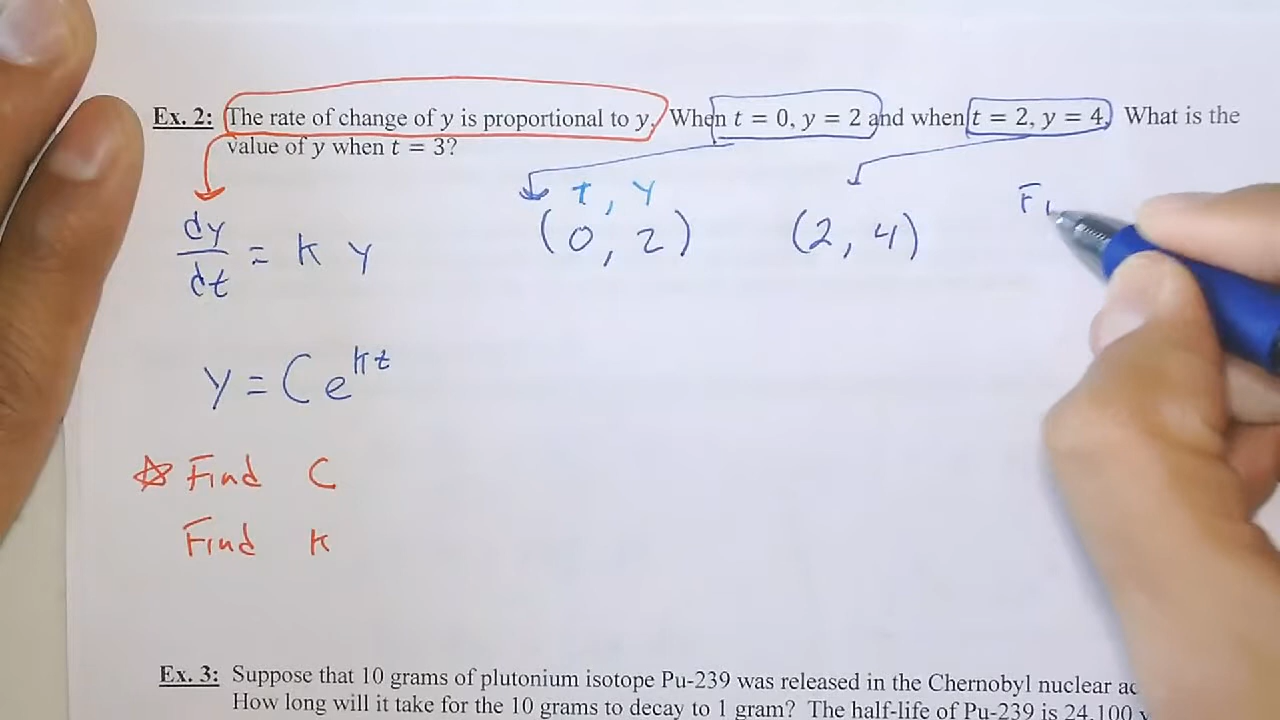 Ex. 2: The rate of change of y is proportional to y. When t = 0, y = 2 and when t = 2, y = 4. What is the
value of y when t = 3?
t, y
dy/dt = k y
(0, 2)
(2, 4)
Fi
y = Ce^kt
☆ Find C
Find k
Ex. 3: Suppose that 10 grams of plutonium isotope Pu-239 was released in the Chernobyl nuclear
How long will it take for the 10 grams to decay to 1 gram? The half-life of Pu-239 is 24,100